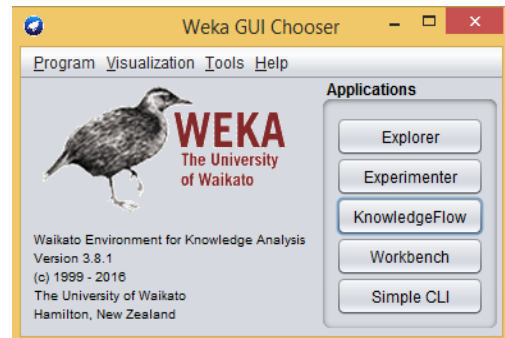 Weka GUI Chooser
Program Visualization Tools Help
Applications
WEKA
The University
of Waikato
Explorer
Experimenter
KnowledgeFlow
Workbench
Simple CLI
Waikato Environment for Knowledge Analysis
Version 3.8.1
(c) 1999 - 2016
The University of Waikato
Hamilton, New Zealand